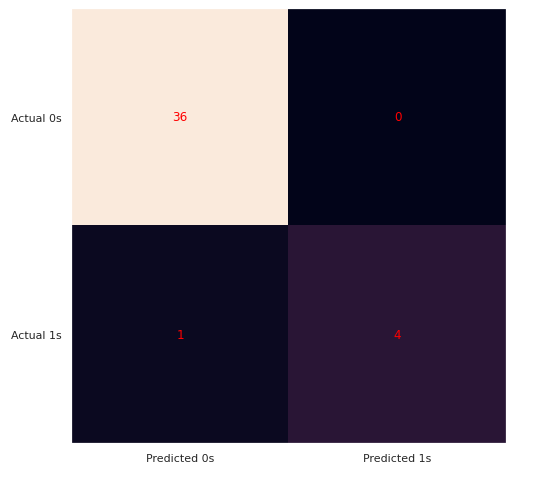 Actual 0s
36
0
Actual 1s
1
4
Predicted 0s
Predicted 1s